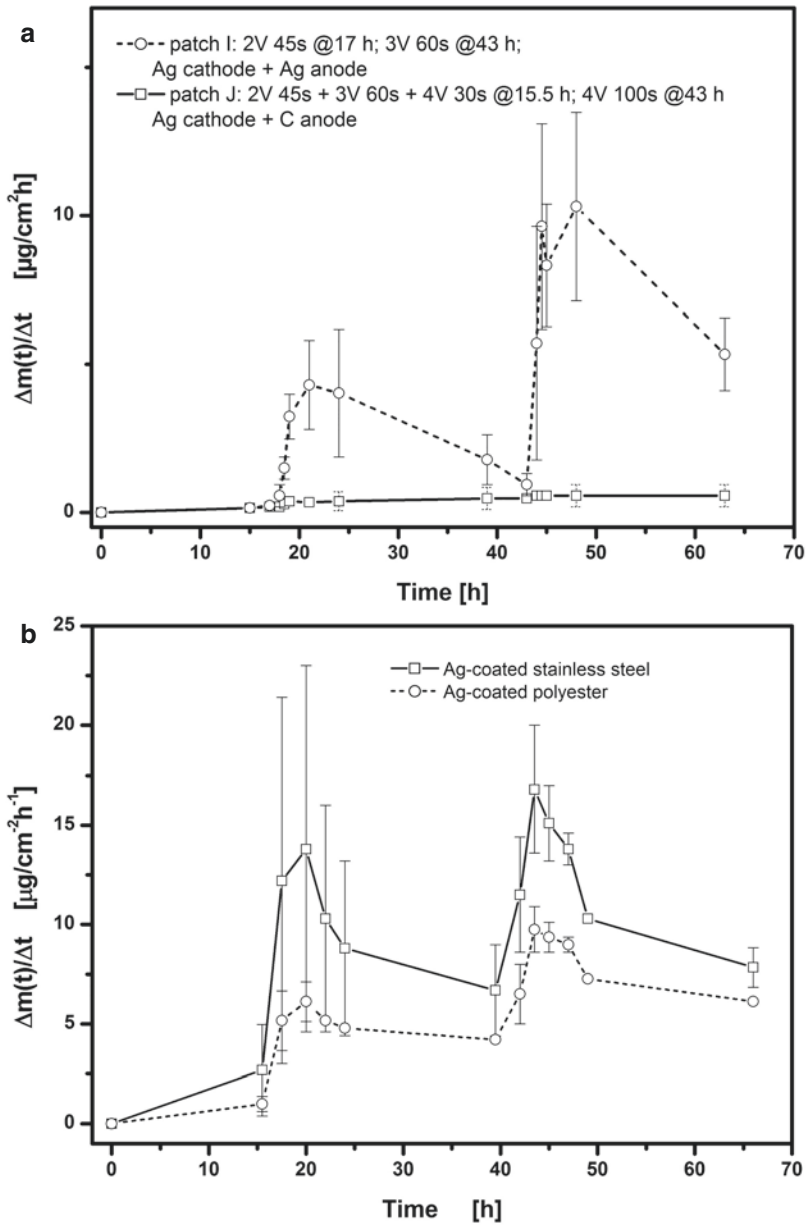 a
patch I: 2V 45s @17 h; 3V 60s @43 h;
Ag cathode + Ag anode
patch J: 2V 45s + 3V 60s + 4V 30s @15.5 h; 4V 100s @43 h
Ag cathode + C anode
Δm(t)/Δt [µg/cm²h]
10
0
0 10 20 30 40 50 60 70
Time [h]
b
Ag-coated stainless steel
Ag-coated polyester
Δm(t)/Δt [µg/cm⁻²h⁻¹]
25
20
15
10
5
0
0 10 20 30 40 50 60 70
Time [h]